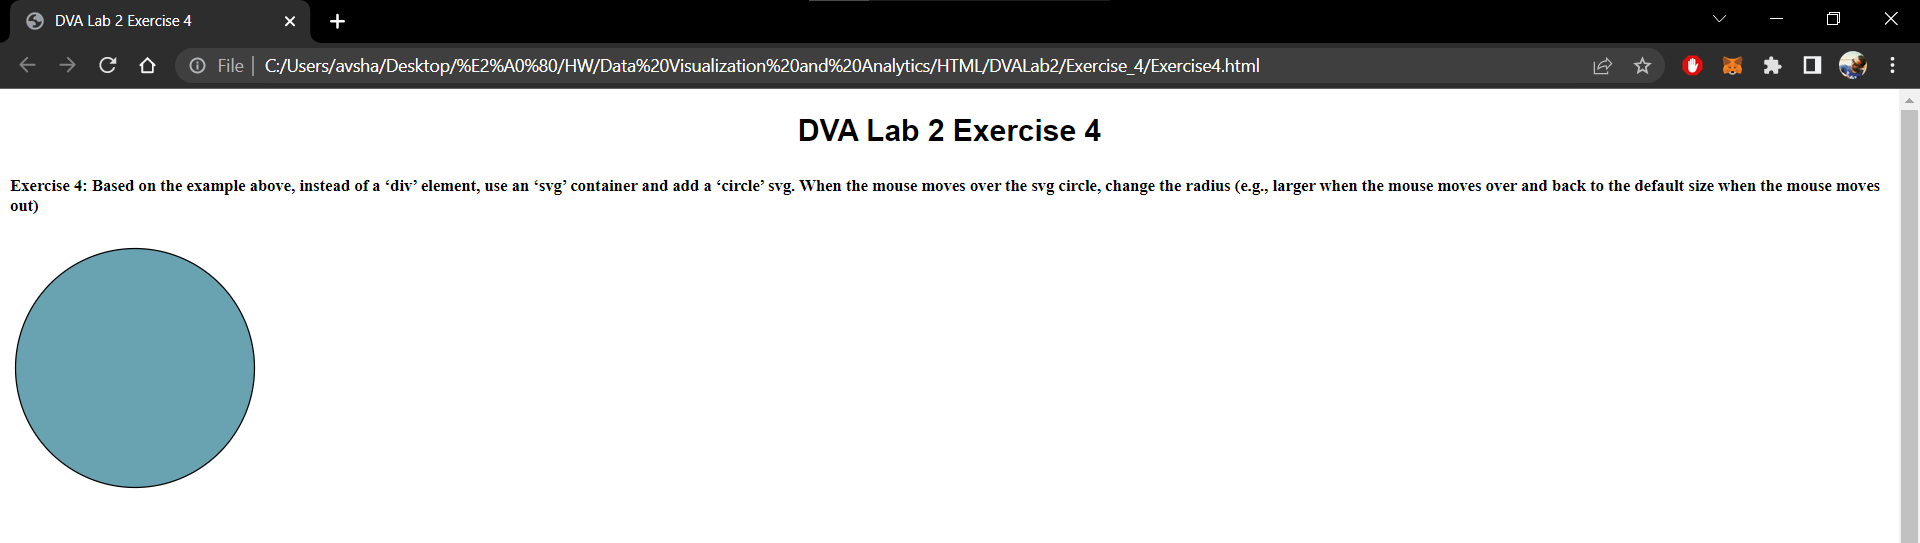 DVA Lab 2 Exercise 4
File | C:/Users/avsha/Desktop/%E2%A0%80/HW/Data%20Visualization%20and%20Analytics/HTML/DVALab2/Exercise_4/Exercise4.html
DVA Lab 2 Exercise 4
Exercise 4: Based on the example above, instead of a ‘div’ element, use an ‘svg’ container and add a ‘circle’ svg. When the mouse moves over the svg circle, change the radius (e.g., larger when the mouse moves over and back to the default size when the mouse moves
out)